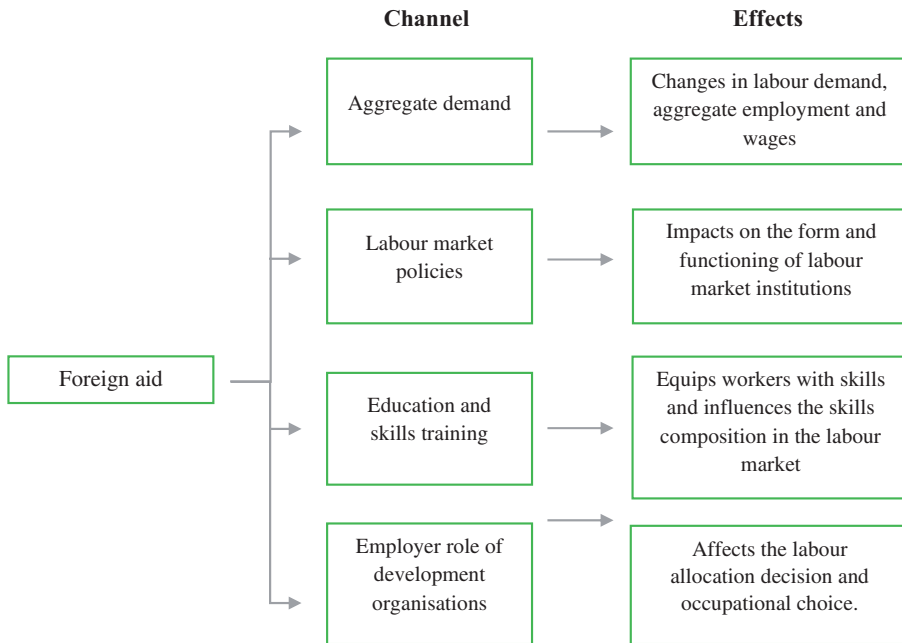 Channel
Effects
Aggregate demand
Changes in labour demand,
aggregate employment and
wages
Labour market
policies
Impacts on the form and
functioning of labour
market institutions
Foreign aid
Education and
skills training
Equips workers with skills
and influences the skills
composition in the labour
market
Employer role of
development
organisations
Affects the labour
allocation decision and
occupational choice.